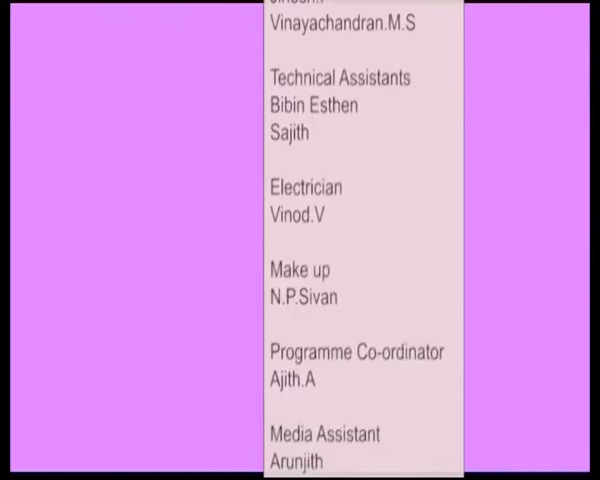 Vinayachandran.M.S
Technical Assistants
Bibin Esthen
Sajith
Electrician
Vinod.V
Make up
N.P.Sivan
Programme Co-ordinator
Ajith.A
Media Assistant
Arunjith